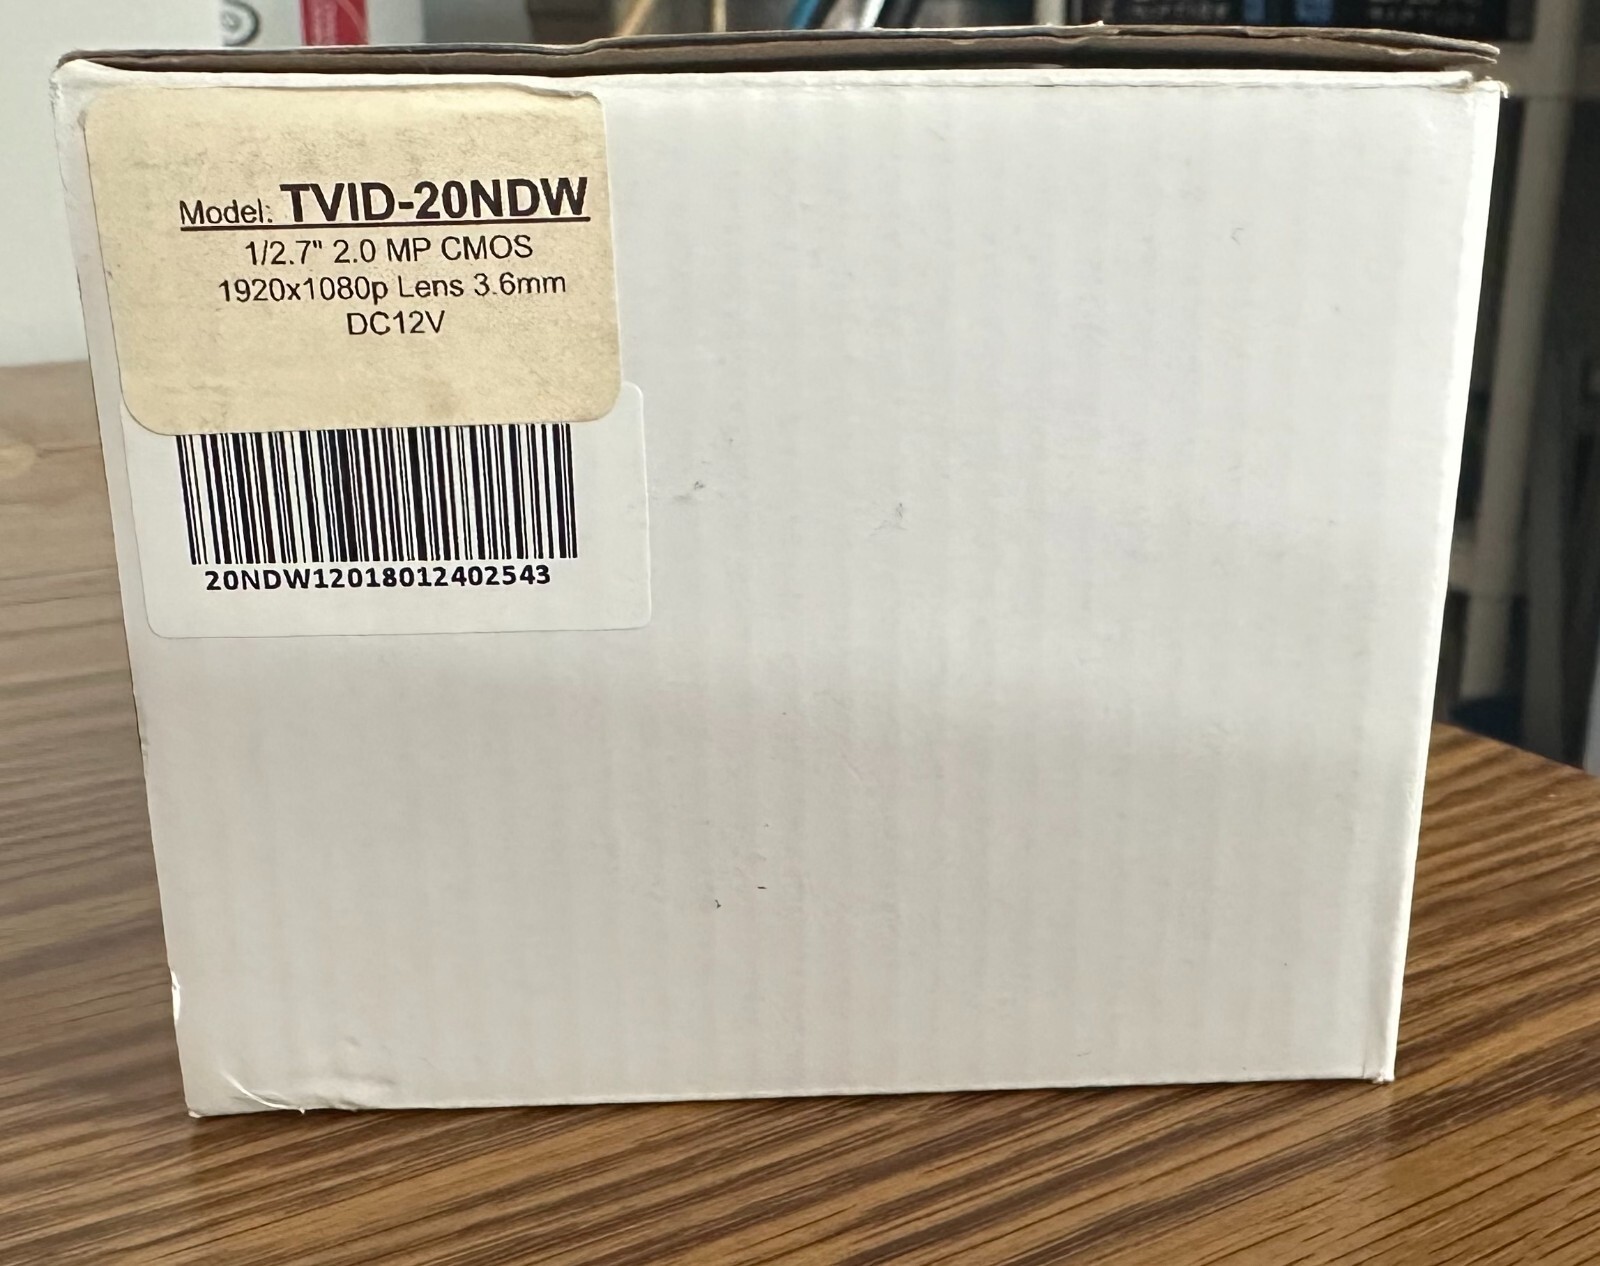 Model: TVID-20NDW
1/2.7" 2.0 MP CMOS
1920x1080p Lens 3.6mm
DC12V
20NDW12018012402543